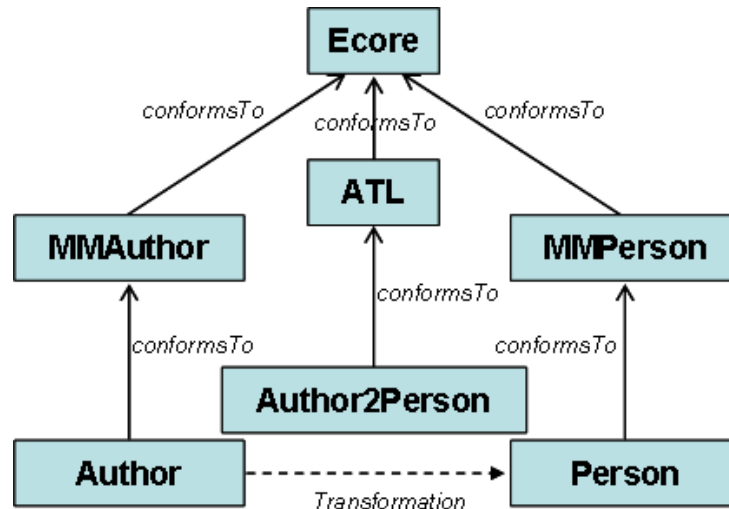 Ecore
conformsTo
conformsTo
conformsTo
ATL
MMAuthor
MMPerson
conformsTo
conformsTo
conformsTo
Author2Person
Author
Person
Transformation